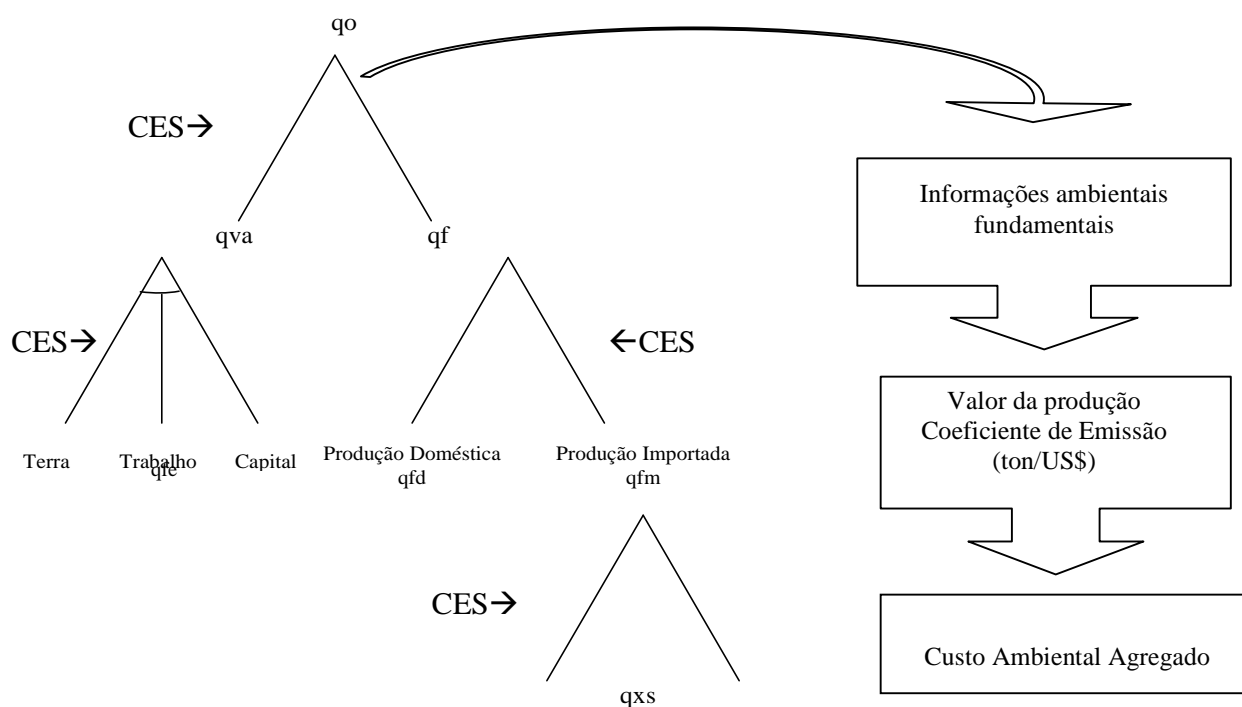 qo
CES→
Informações ambientais
fundamentais
qva
qf
CES→
←CES
Valor da produção
Coeficiente de Emissão
(ton/US$)
Terra
Trabalho
qfe
Capital
Produção Doméstica
qfd
Produção Importada
qfm
CES→
Custo Ambiental Agregado
qxs